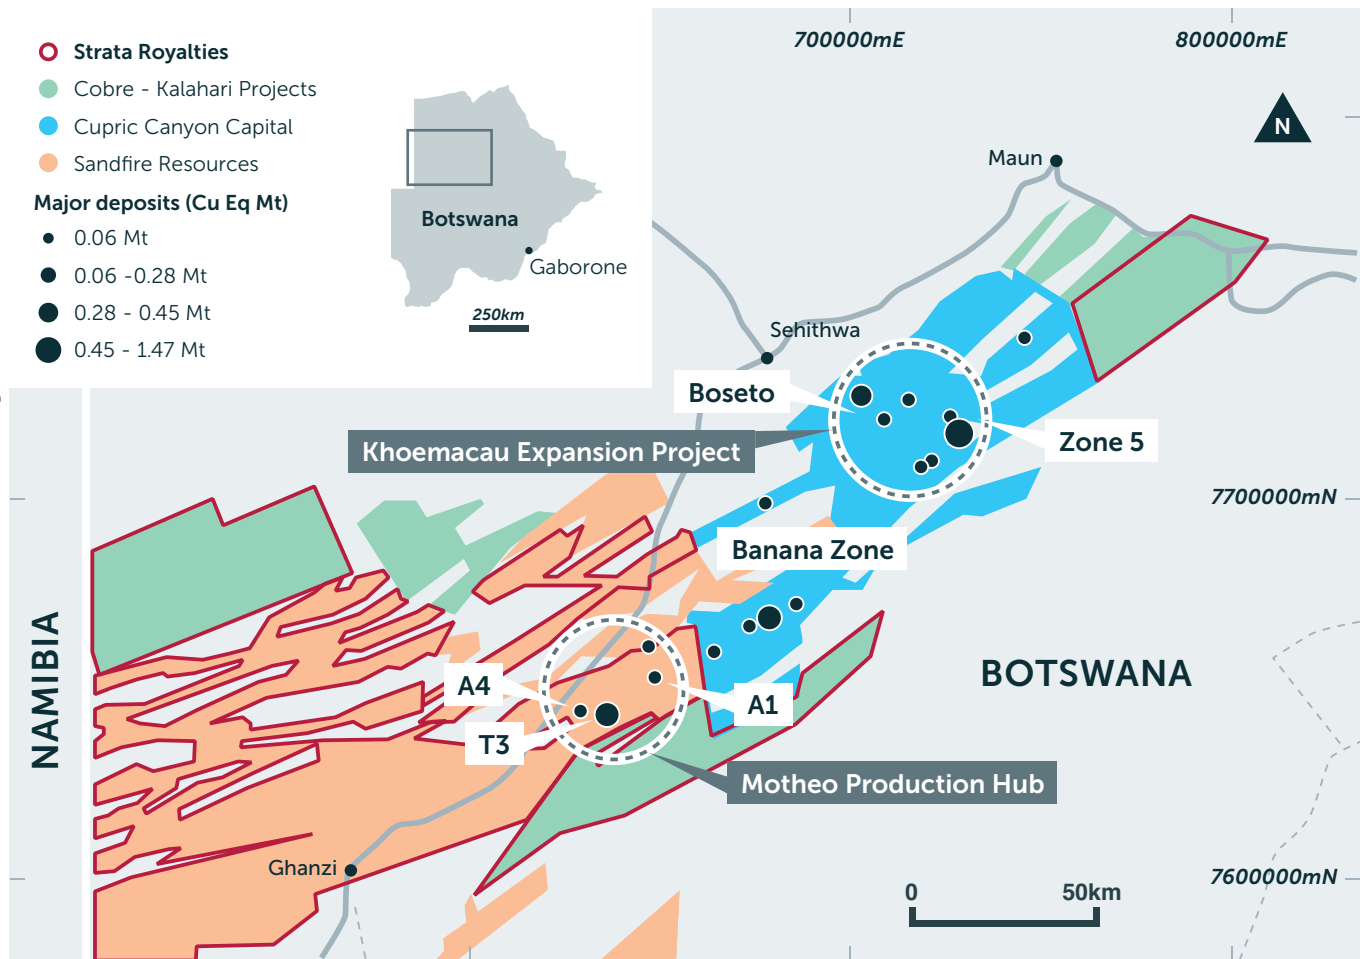 Strata Royalties
Cobre - Kalahari Projects
Cupric Canyon Capital
Sandfire Resources
Major deposits (Cu Eq Mt)
0.06 Mt
0.06 -0.28 Mt
0.28 - 0.45 Mt
0.45 - 1.47 Mt
Botswana
Gaborone
250km
700000mE
800000mE
N
Maun
Sehithwa
Boseto
Khoemacau Expansion Project
Zone 5
7700000mN
Banana Zone
NAMIBIA
BOTSWANA
A4
A1
T3
Motheo Production Hub
Ghanzi
7600000mN
0
50km